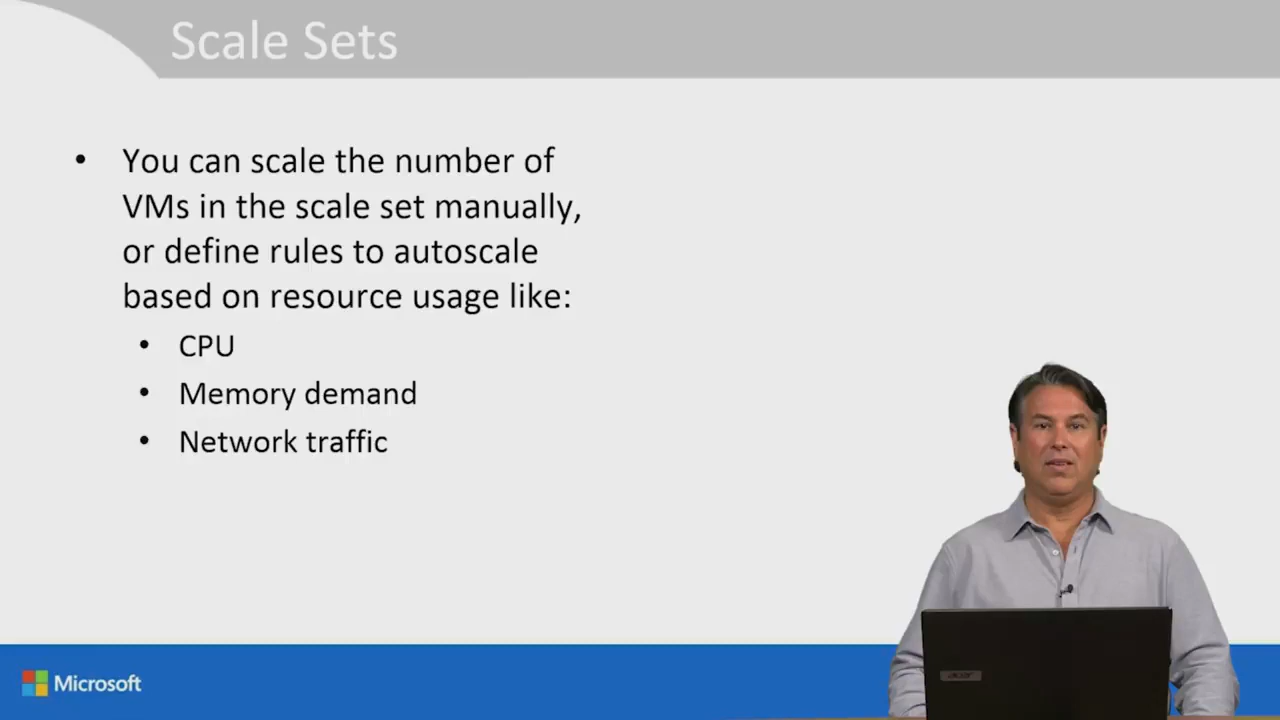 Scale Sets
• You can scale the number of
VMs in the scale set manually,
or define rules to autoscale
based on resource usage like:
• CPU
• Memory demand
• Network traffic
Microsoft
acer